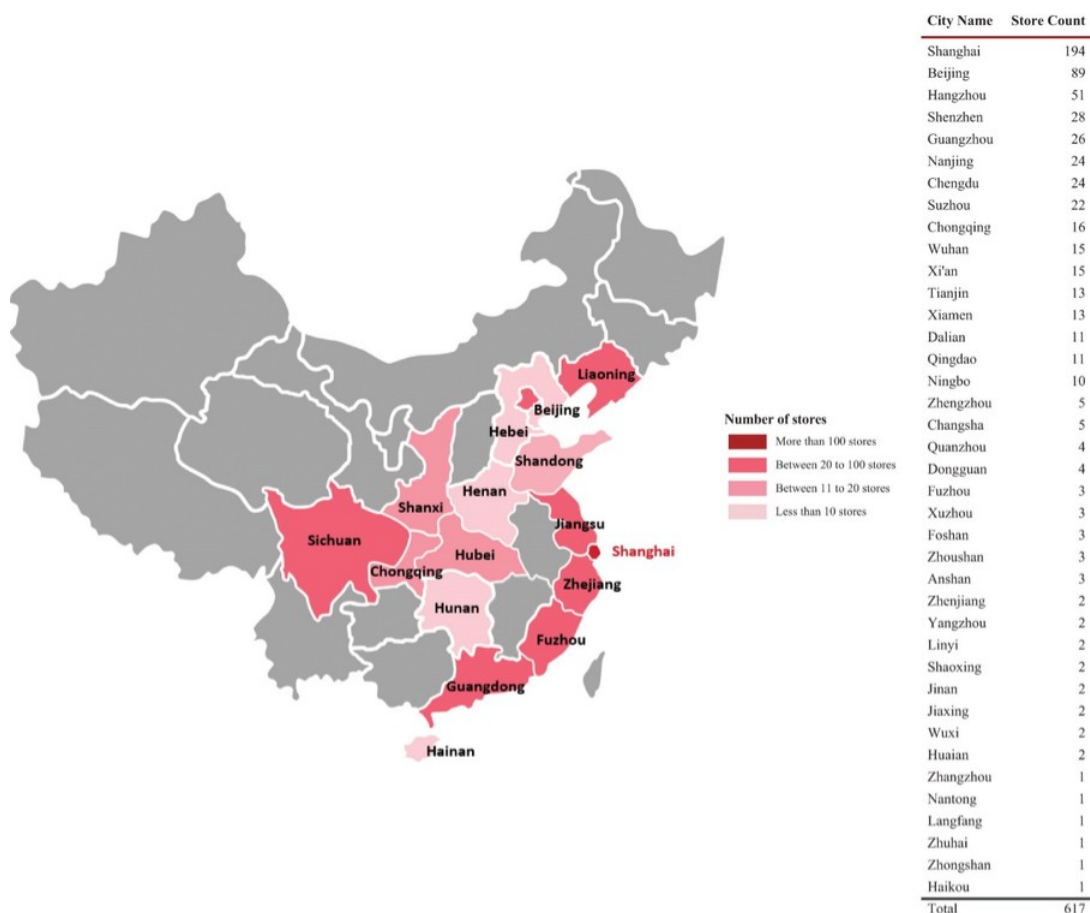 City Name Store Count
Shanghai 194
Beijing 89
Hangzhou 51
Shenzhen 28
Guangzhou 26
Nanjing 24
Chengdu 24
Suzhou 22
Chongqing 16
Wuhan 15
Xi'an 15
Tianjin 13
Xiamen 13
Dalian 11
Qingdao 11
Ningbo 10
Zhengzhou 5
Changsha 5
Quanzhou 4
Dongguan 4
Fuzhou 3
Xuzhou 3
Foshan 3
Zhoushan 3
Anshan 3
Zhenjiang 2
Yangzhou 2
Linyi 2
Shaoxing 2
Jinan 2
Jiaxing 2
Wuxi 2
Huaian 2
Zhangzhou 1
Nantong 1
Langfang 1
Zhuhai 1
Zhongshan 1
Haikou 1
Total 617
Liaoning
Beijing
Hebei
Shandong
Henan
Shanxi
Jiangsu
Sichuan
Shanghai
Hubei
Chongqing
Zhejiang
Hunan
Fuzhou
Guangdong
Hainan
Number of stores
More than 100 stores
Between 20 to 100 stores
Between 11 to 20 stores
Less than 10 stores